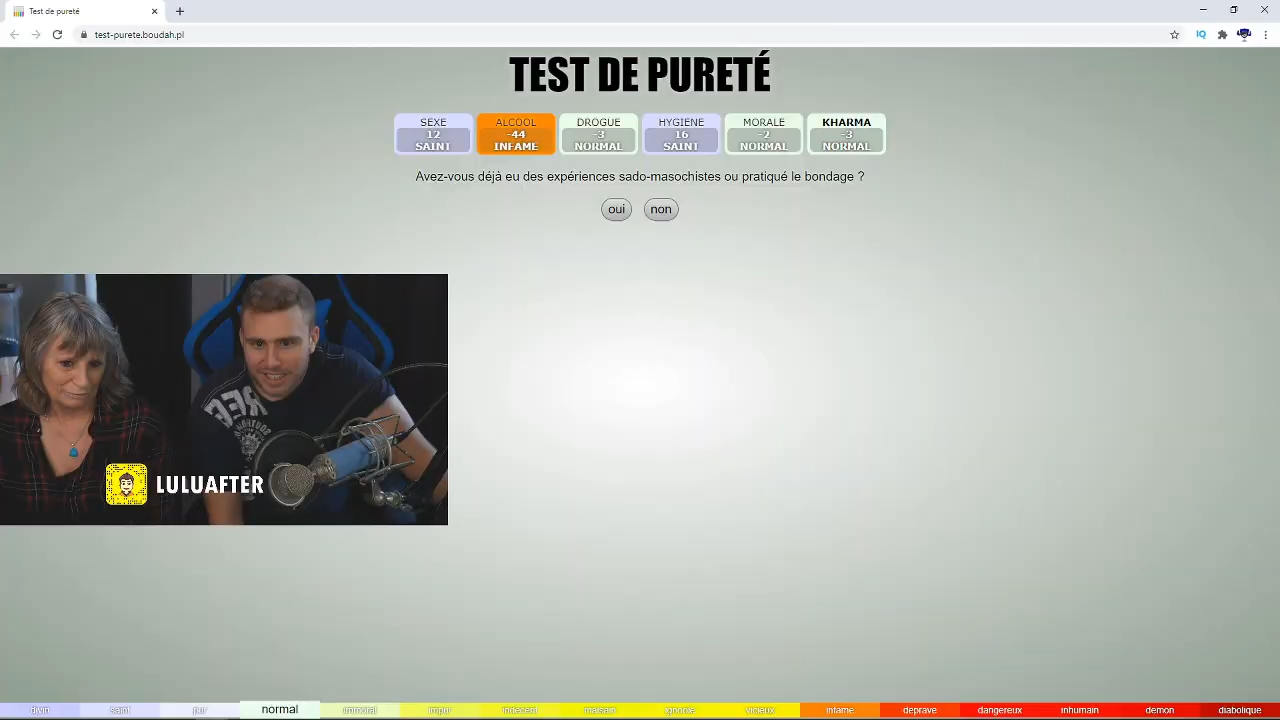 Test de pureté
test-purete.boudah.pl
IQ
TEST DE PURETÉ
SEXE
12
SAINT
ALCOOL
-44
INFAME
DROGUE
-3
NORMAL
HYGIENE
16
SAINT
MORALE
-2
NORMAL
KHARMA
-3
NORMAL
Avez-vous déjà eu des expériences sado-masochistes ou pratiqué le bondage ?
oui non
LULUAFTER
divin saint pur normal immoral impur indecent malsain ignoble vicieux infame deprave dangereux inhumain demon diabolique